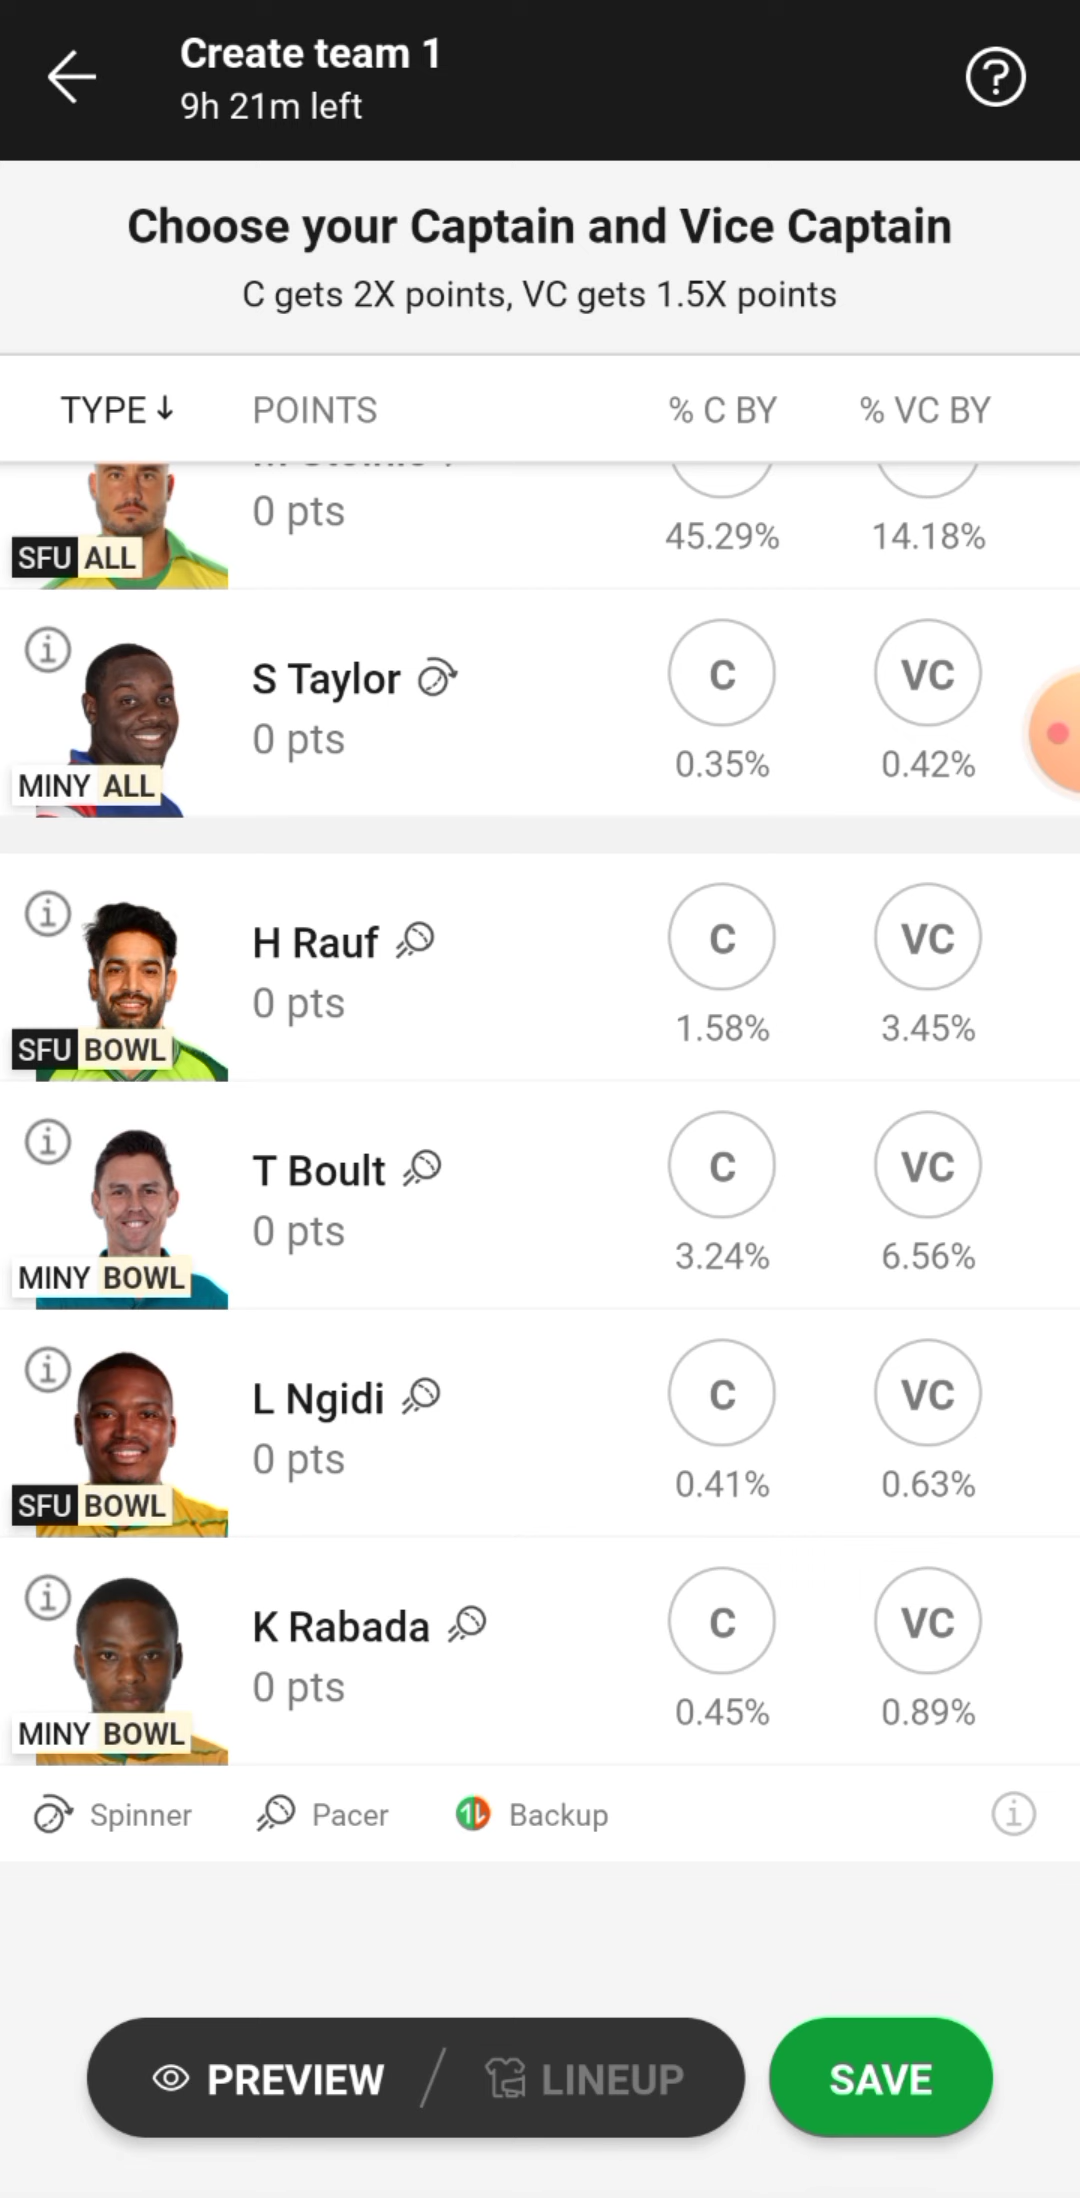 Create team 1
9h 21m left
Choose your Captain and Vice Captain
C gets 2X points, VC gets 1.5X points
TYPE POINTS % C BY % VC BY
0 pts
45.29% 14.18%
SFU ALL
S Taylor C VC
0 pts
0.35% 0.42%
MINY ALL
H Rauf C VC
0 pts
1.58% 3.45%
SFU BOWL
T Boult C VC
0 pts
3.24% 6.56%
MINY BOWL
L Ngidi C VC
0 pts
0.41% 0.63%
SFU BOWL
K Rabada C VC
0 pts
0.45% 0.89%
MINY BOWL
Spinner Pacer Backup
PREVIEW / LINEUP SAVE